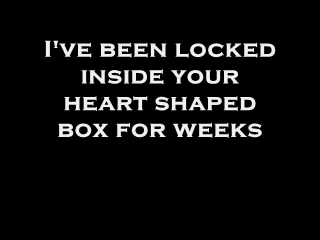 I've been locked
inside your
heart shaped
box for weeks